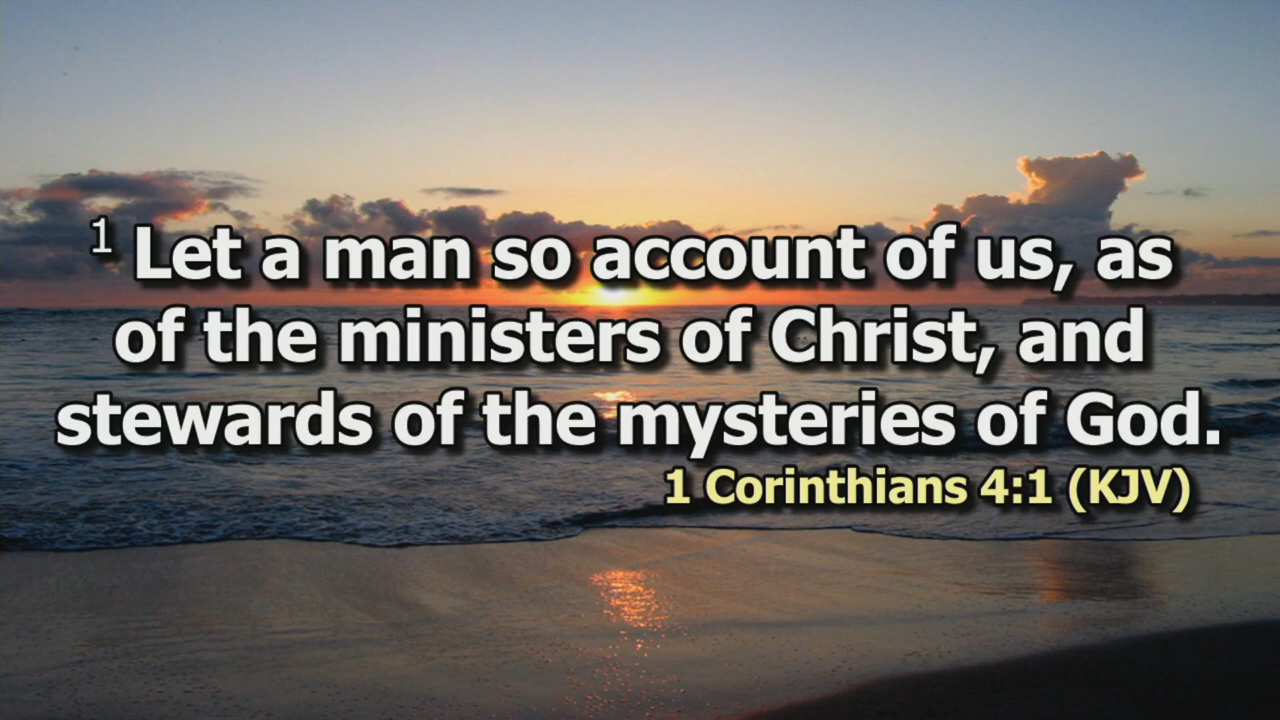 1 Let a man so account of us, as
of the ministers of Christ, and
stewards of the mysteries of God.
1 Corinthians 4:1 (KJV)